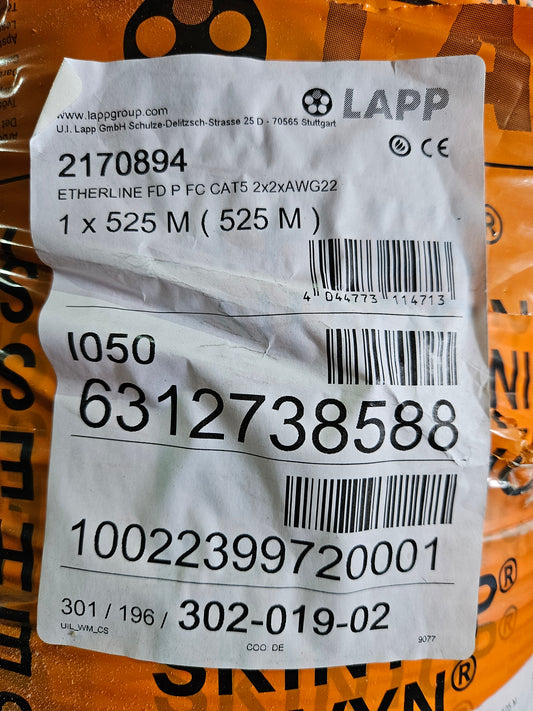 www.lappgroup.com
LAPP
U.I. Lapp GmbH Schulze-Delitzsch-Strasse 25 D - 70565 Stuttgart
CE
2170894
ETHERLINE FD P FC CAT5 2x2xAWG22
1 x 525 M ( 525 M )
4 044773 114713
I050
6312738588
10022399720001
301 / 196 / 302-019-02
UIL_WM_CS
COO: DE
9077